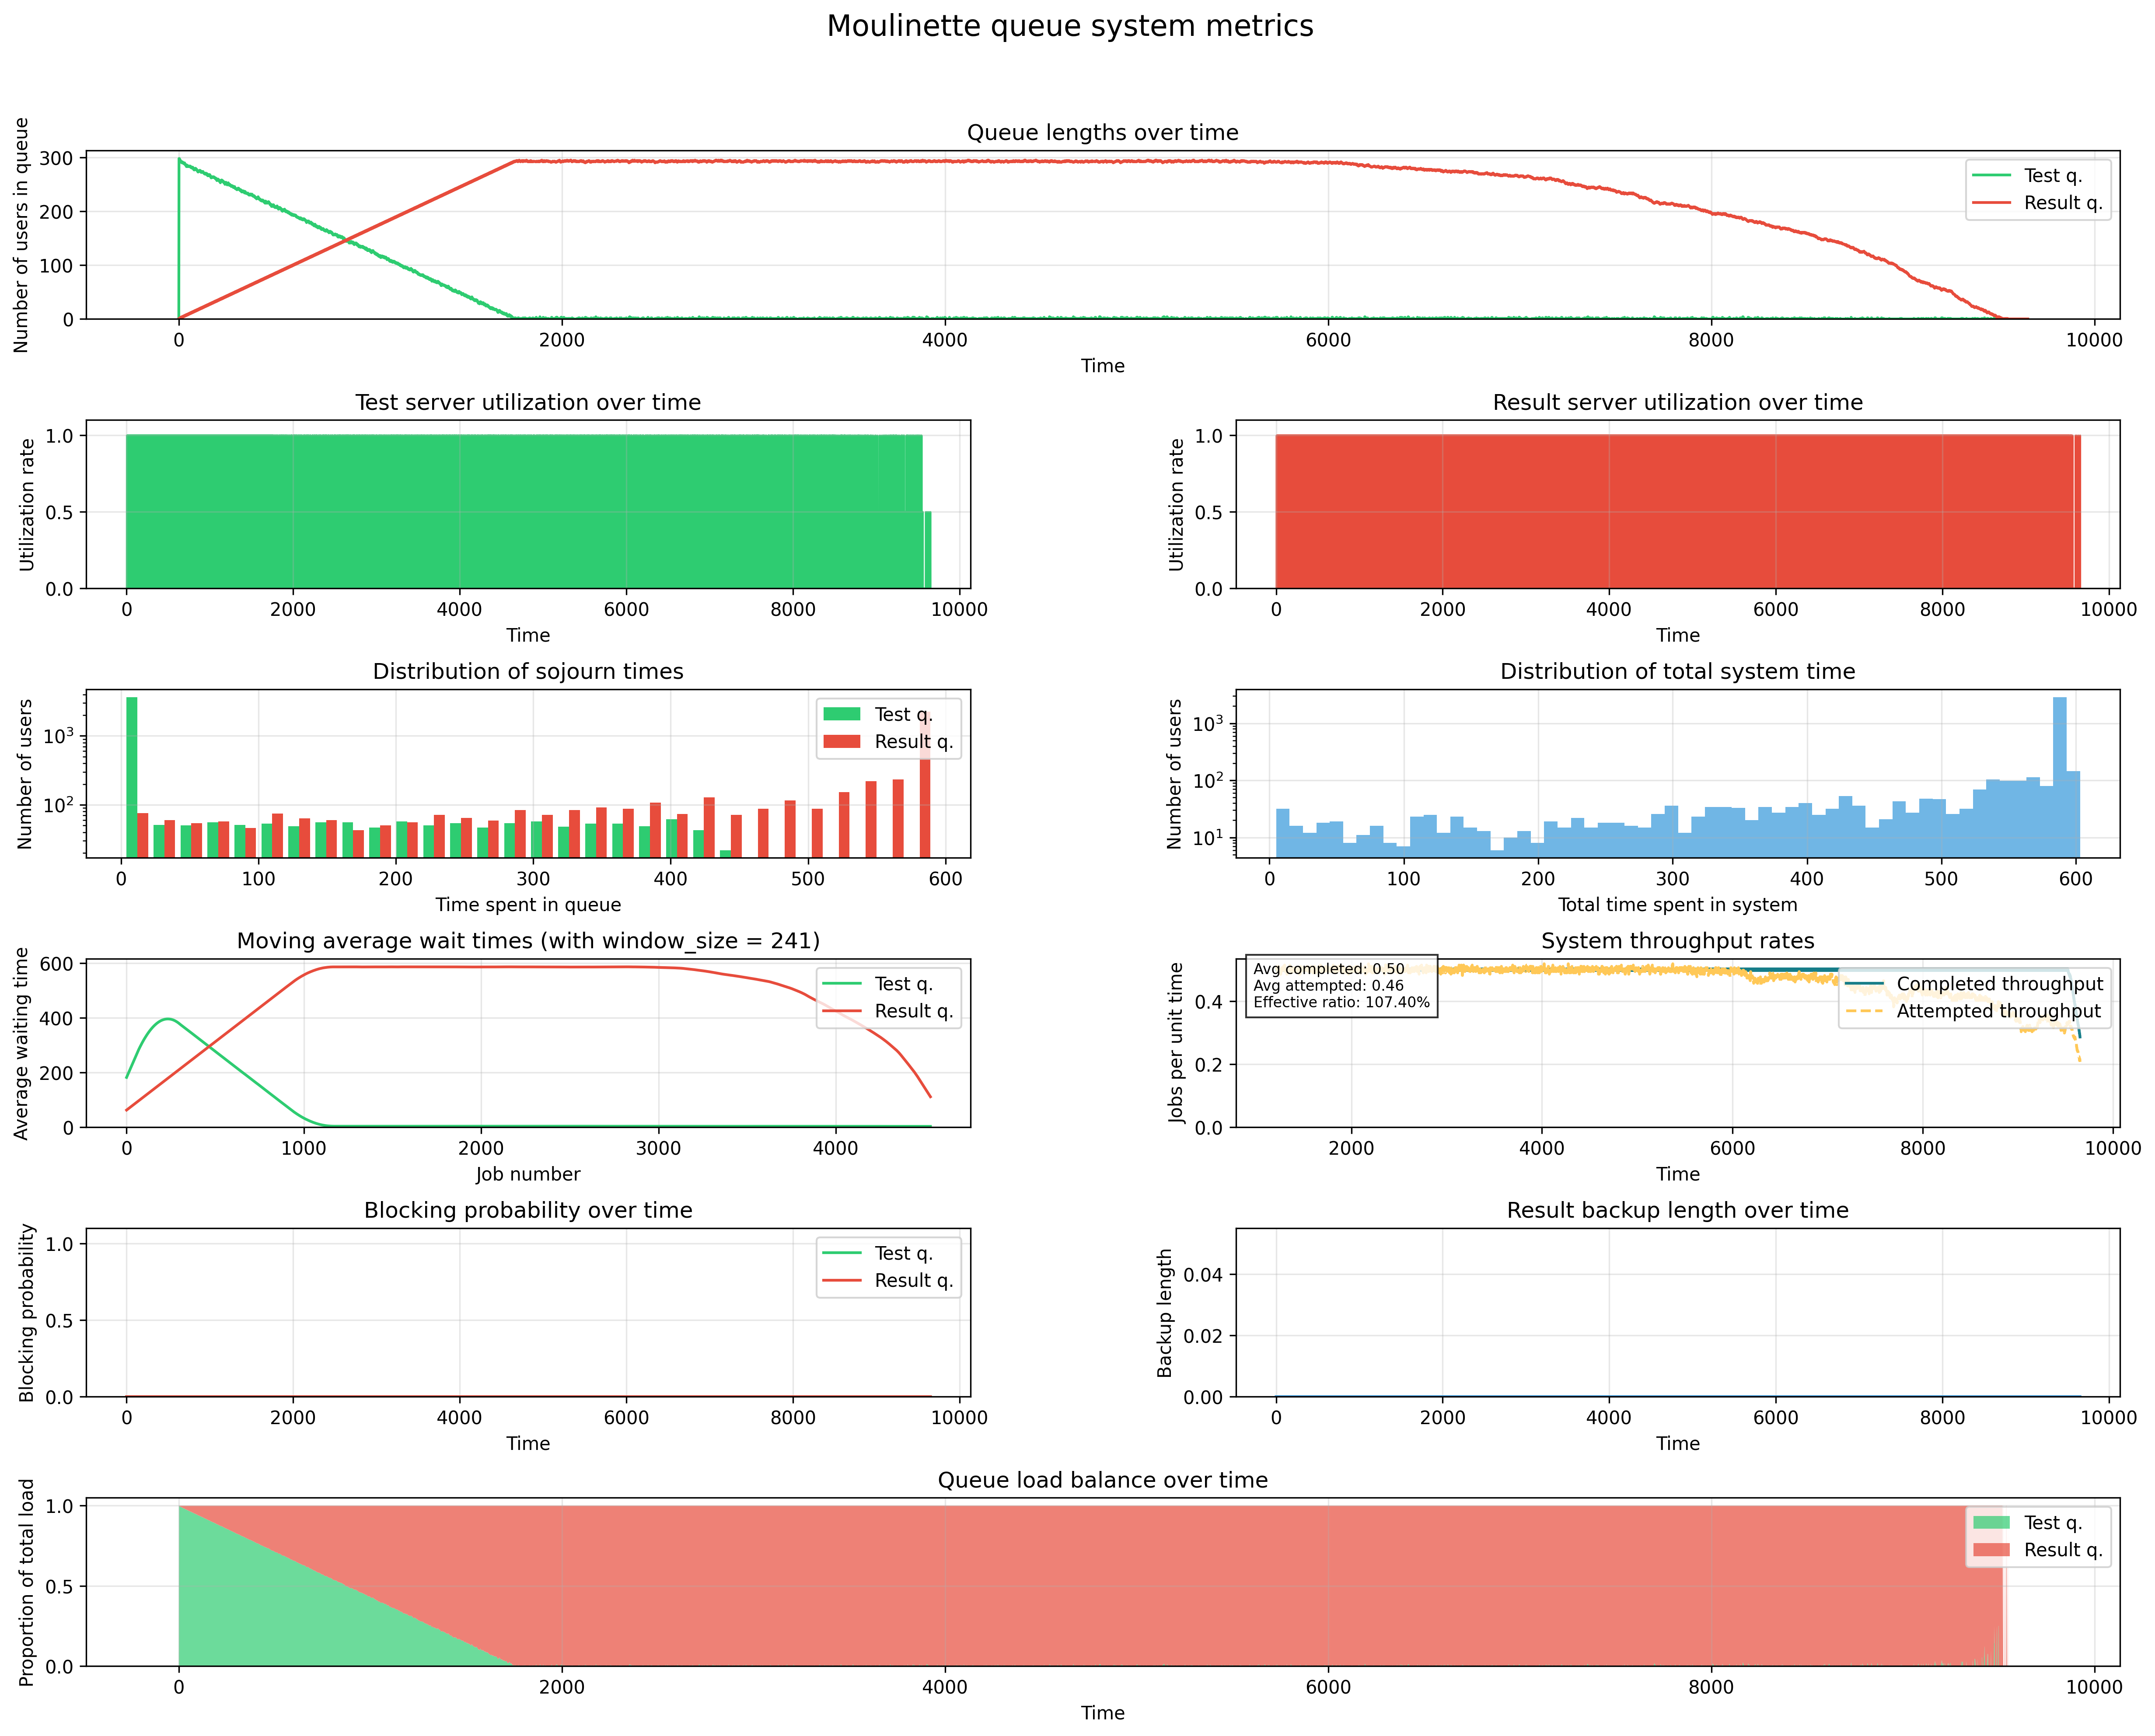 Moulinette queue system metrics
Queue lengths over time
Number of users in queue
300
200
100
0
Test q.
Result q.
0 2000 4000 6000 8000 10000
Time
Test server utilization over time
Utilization rate
1.0
0.5
0.0
0 2000 4000 6000 8000 10000
Time
Result server utilization over time
Utilization rate
1.0
0.5
0.0
0 2000 4000 6000 8000 10000
Time
Distribution of sojourn times
Number of users
10³
10²
Test q.
Result q.
0 100 200 300 400 500 600
Time spent in queue
Distribution of total system time
Number of users
10³
10²
10¹
0 100 200 300 400 500 600
Total time spent in system
Moving average wait times (with window_size = 241)
Average waiting time
600
400
200
0
Test q.
Result q.
0 1000 2000 3000 4000
Job number
System throughput rates
Jobs per unit time
0.4
0.2
0.0
Avg completed: 0.50
Avg attempted: 0.46
Effective ratio: 107.40%
Completed throughput
Attempted throughput
2000 4000 6000 8000 10000
Time
Blocking probability over time
Blocking probability
1.0
0.5
0.0
Test q.
Result q.
0 2000 4000 6000 8000 10000
Time
Result backup length over time
Backup length
0.04
0.02
0.00
0 2000 4000 6000 8000 10000
Time
Queue load balance over time
Proportion of total load
1.0
0.5
0.0
Test q.
Result q.
0 2000 4000 6000 8000 10000
Time